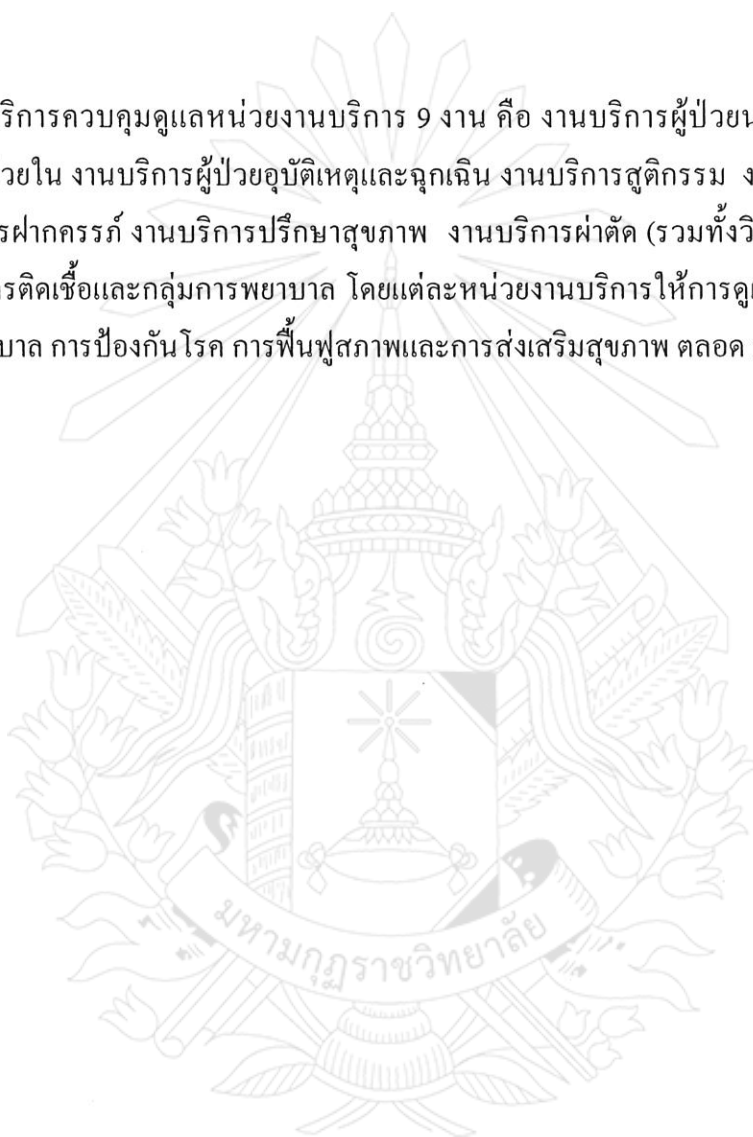 ริการควบคุมดูแลหน่วยงานบริการ 9 งาน คือ งานบริการผู้ป่วยน
วยใน งานบริการผู้ป่วยอุบัติเหตุและฉุกเฉิน งานบริการสูติกรรม ง
รฝากครรภ์ งานบริการปรึกษาสุขภาพ งานบริการผ่าตัด (รวมทั้งวิ
รติดเชื้อและกลุ่มการพยาบาล โดยแต่ละหน่วยงานบริการให้การดู
บาล การป้องกันโรค การฟื้นฟูสภาพและการส่งเสริมสุขภาพ ตลอด
มหามกุฏราชวิทยาลัย